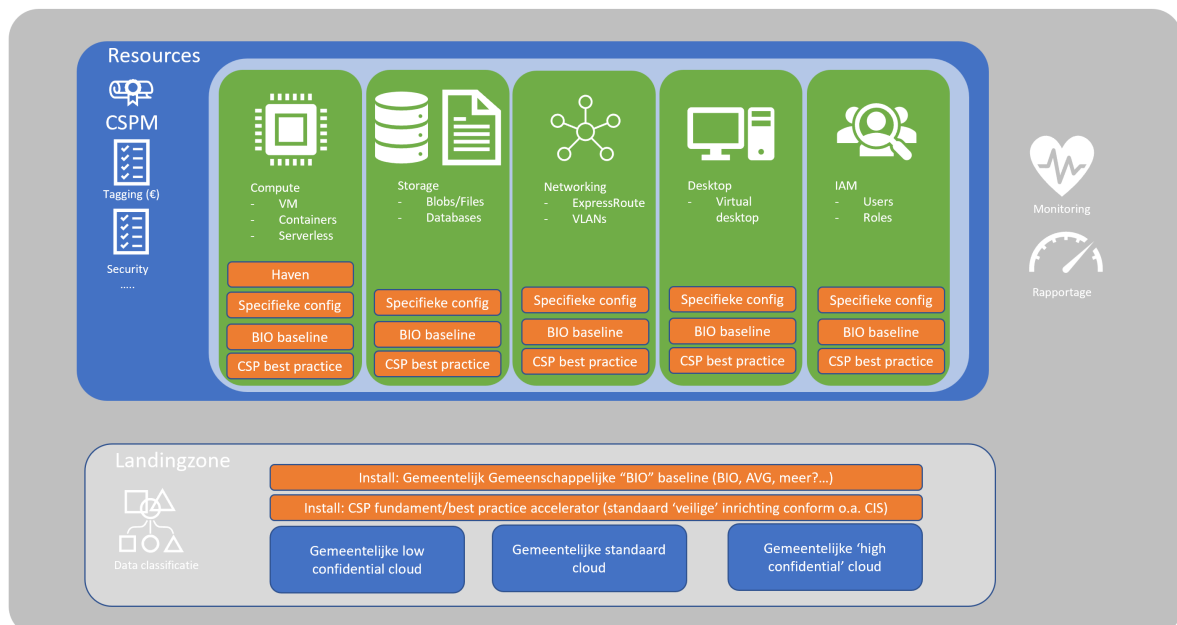 Resources
CSPM
Tagging (€)
Security
.....
Compute
- VM
- Containers
- Serverless
Haven
Specifieke config
BIO baseline
CSP best practice
Storage
- Blobs/Files
- Databases
Specifieke config
BIO baseline
CSP best practice
Networking
- ExpressRoute
- VLANs
Specifieke config
BIO baseline
CSP best practice
Desktop
- Virtual
desktop
Specifieke config
BIO baseline
CSP best practice
IAM
- Users
- Roles
Specifieke config
BIO baseline
CSP best practice
Monitoring
Rapportage
Landingzone
Data classificatie
Install: Gemeentelijk Gemeenschappelijke “BIO” baseline (BIO, AVG, meer?...)
Install: CSP fundament/best practice accelerator (standaard ‘veilige’ inrichting conform o.a. CIS)
Gemeentelijke low
confidential cloud
Gemeentelijke standaard
cloud
Gemeentelijke ‘high
confidential’ cloud